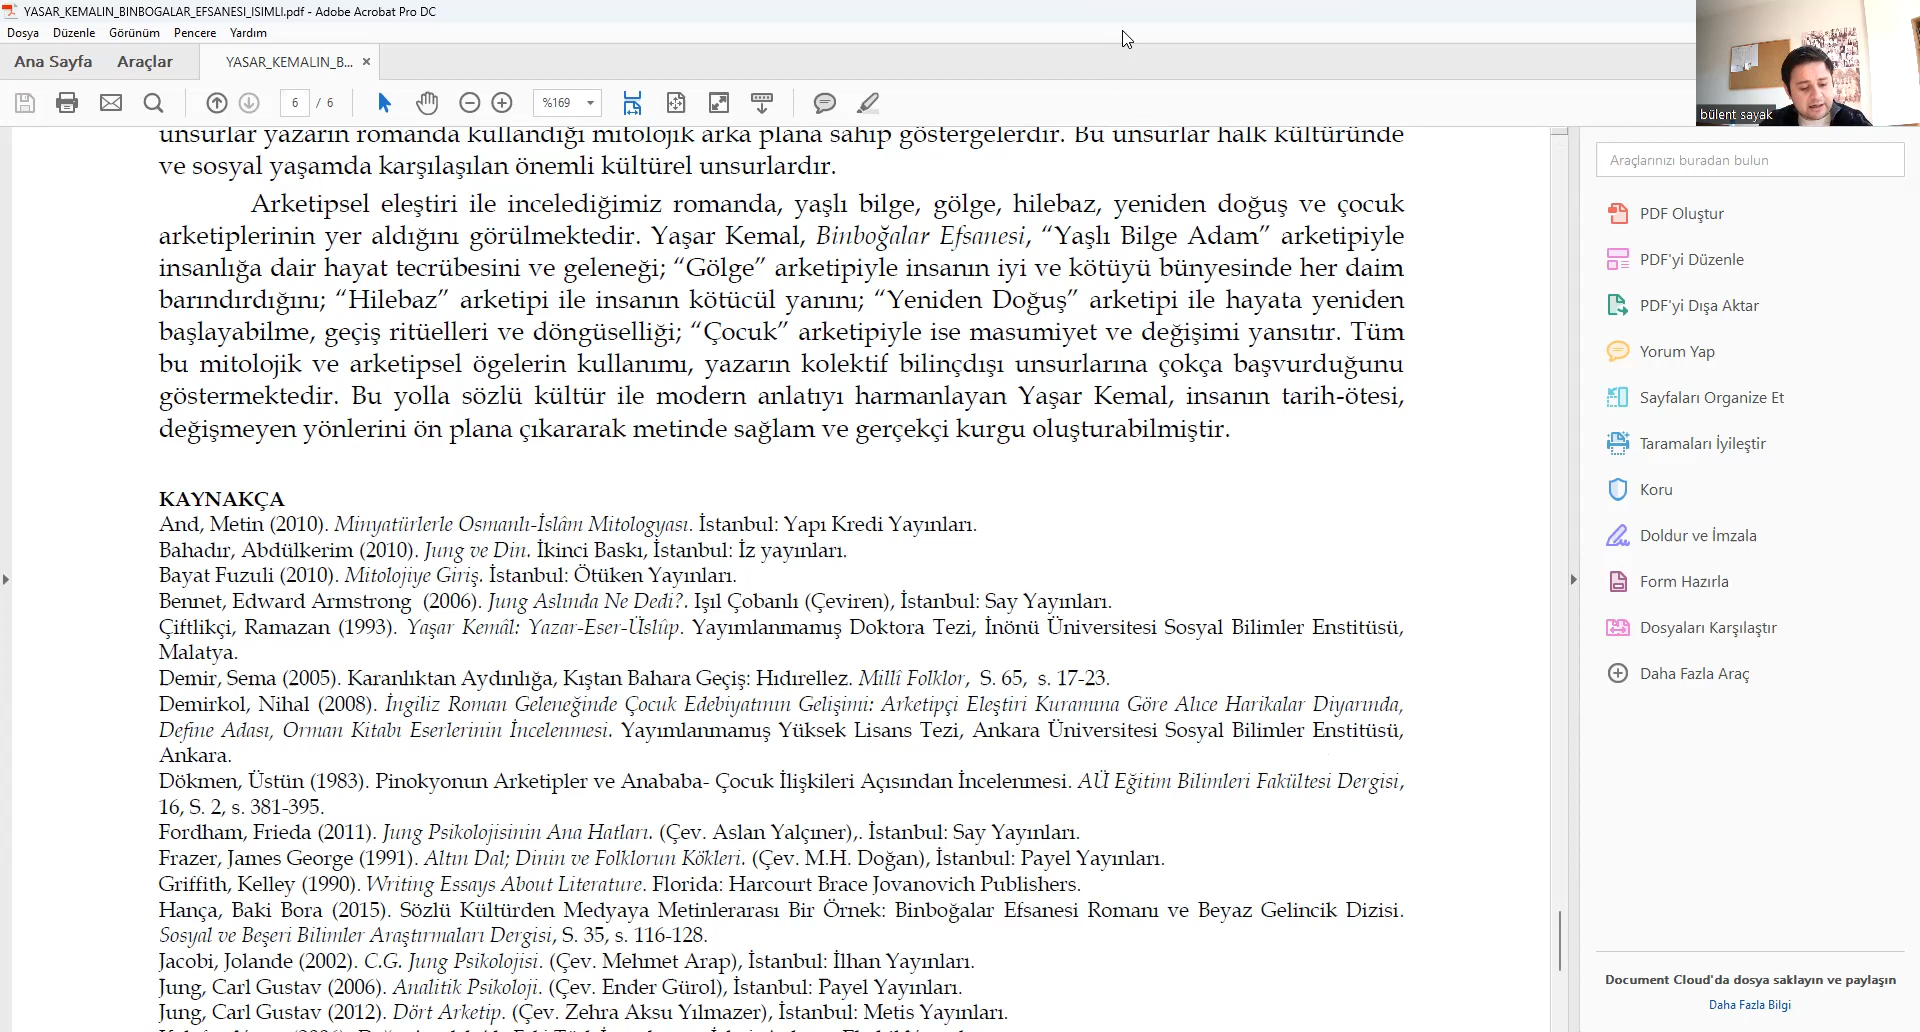 YASAR_KEMALIN_BINBOGALAR_EFSANESI_ISIMLI.pdf - Adobe Acrobat Pro DC
Dosya Düzenle Görünüm Pencere Yardım
Ana Sayfa Araçlar YASAR_KEMALIN_B... ×
6 / 6 %169
bülent sayak
unsurlar yazarın romanda kullandığı mitolojik arka plana sahip göstergelerdir. Bu unsurlar halk kültüründe
ve sosyal yaşamda karşılaşılan önemli kültürel unsurlardır.
Arketipsel eleştiri ile incelediğimiz romanda, yaşlı bilge, gölge, hilebaz, yeniden doğuş ve çocuk
arketiplerinin yer aldığını görülmektedir. Yaşar Kemal, Binboğalar Efsanesi, “Yaşlı Bilge Adam” arketipiyle
insanlığa dair hayat tecrübesini ve geleneği; “Gölge” arketipiyle insanın iyi ve kötüyü bünyesinde her daim
barındırdığını; “Hilebaz” arketipi ile insanın kötücül yanını; “Yeniden Doğuş” arketipi ile hayata yeniden
başlayabilme, geçiş ritüelleri ve döngüselliği; “Çocuk” arketipiyle ise masumiyet ve değişimi yansıtır. Tüm
bu mitolojik ve arketipsel ögelerin kullanımı, yazarın kolektif bilinçdışı unsurlarına çokça başvurduğunu
göstermektedir. Bu yolla sözlü kültür ile modern anlatıyı harmanlayan Yaşar Kemal, insanın tarih-ötesi,
değişmeyen yönlerini ön plana çıkararak metinde sağlam ve gerçekçi kurgu oluşturabilmiştir.
KAYNAKÇA
And, Metin (2010). Minyatürlerle Osmanlı-İslâm Mitologyası. İstanbul: Yapı Kredi Yayınları.
Bahadır, Abdülkerim (2010). Jung ve Din. İkinci Baskı, İstanbul: İz yayınları.
Bayat Fuzuli (2010). Mitolojiye Giriş. İstanbul: Ötüken Yayınları.
Bennet, Edward Armstrong (2006). Jung Aslında Ne Dedi?. Işıl Çobanlı (Çeviren), İstanbul: Say Yayınları.
Çiftlikçi, Ramazan (1993). Yaşar Kemâl: Yazar-Eser-Üslûp. Yayımlanmamış Doktora Tezi, İnönü Üniversitesi Sosyal Bilimler Enstitüsü,
Malatya.
Demir, Sema (2005). Karanlıktan Aydınlığa, Kıştan Bahara Geçiş: Hıdırellez. Millî Folklor, S. 65, s. 17-23.
Demirkol, Nihal (2008). İngiliz Roman Geleneğinde Çocuk Edebiyatının Gelişimi: Arketipçi Eleştiri Kuramına Göre Alıce Harikalar Diyarında,
Define Adası, Orman Kitabı Eserlerinin İncelenmesi. Yayımlanmamış Yüksek Lisans Tezi, Ankara Üniversitesi Sosyal Bilimler Enstitüsü,
Ankara.
Dökmen, Üstün (1983). Pinokyonun Arketipler ve Anababa- Çocuk İlişkileri Açısından İncelenmesi. AÜ Eğitim Bilimleri Fakültesi Dergisi,
16, S. 2, s. 381-395.
Fordham, Frieda (2011). Jung Psikolojisinin Ana Hatları. (Çev. Aslan Yalçıner),. İstanbul: Say Yayınları.
Frazer, James George (1991). Altın Dal; Dinin ve Folklorun Kökleri. (Çev. M.H. Doğan), İstanbul: Payel Yayınları.
Griffith, Kelley (1990). Writing Essays About Literature. Florida: Harcourt Brace Jovanovich Publishers.
Hança, Baki Bora (2015). Sözlü Kültürden Medyaya Metinlerarası Bir Örnek: Binboğalar Efsanesi Romanı ve Beyaz Gelincik Dizisi.
Sosyal ve Beşeri Bilimler Araştırmaları Dergisi, S. 35, s. 116-128.
Jacobi, Jolande (2002). C.G. Jung Psikolojisi. (Çev. Mehmet Arap), İstanbul: İlhan Yayınları.
Jung, Carl Gustav (2006). Analitik Psikoloji. (Çev. Ender Gürol), İstanbul: Payel Yayınları.
Jung, Carl Gustav (2012). Dört Arketip. (Çev. Zehra Aksu Yılmazer), İstanbul: Metis Yayınları.
Araçlarınızı buradan bulun
PDF Oluştur
PDF'yi Düzenle
PDF'yi Dışa Aktar
Yorum Yap
Sayfaları Organize Et
Taramaları İyileştir
Koru
Doldur ve İmzala
Form Hazırla
Dosyaları Karşılaştır
Daha Fazla Araç
Document Cloud'da dosya saklayın ve paylaşın
Daha Fazla Bilgi